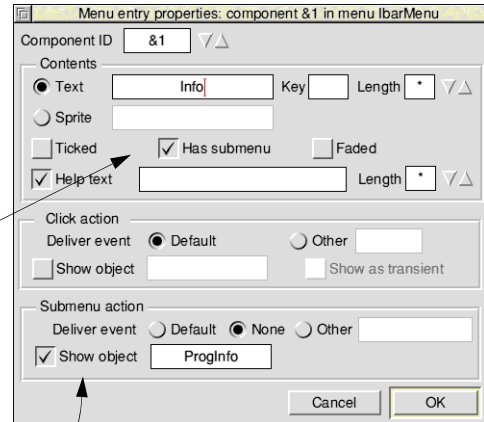 Menu entry properties: component &1 in menu IbarMenu
Component ID &1
Contents
Text Info Key Length *
Sprite
Ticked Has submenu Faded
Help text Length *
Click action
Deliver event Default Other
Show object Show as transient
Submenu action
Deliver event Default None Other
Show object ProgInfo
Cancel OK